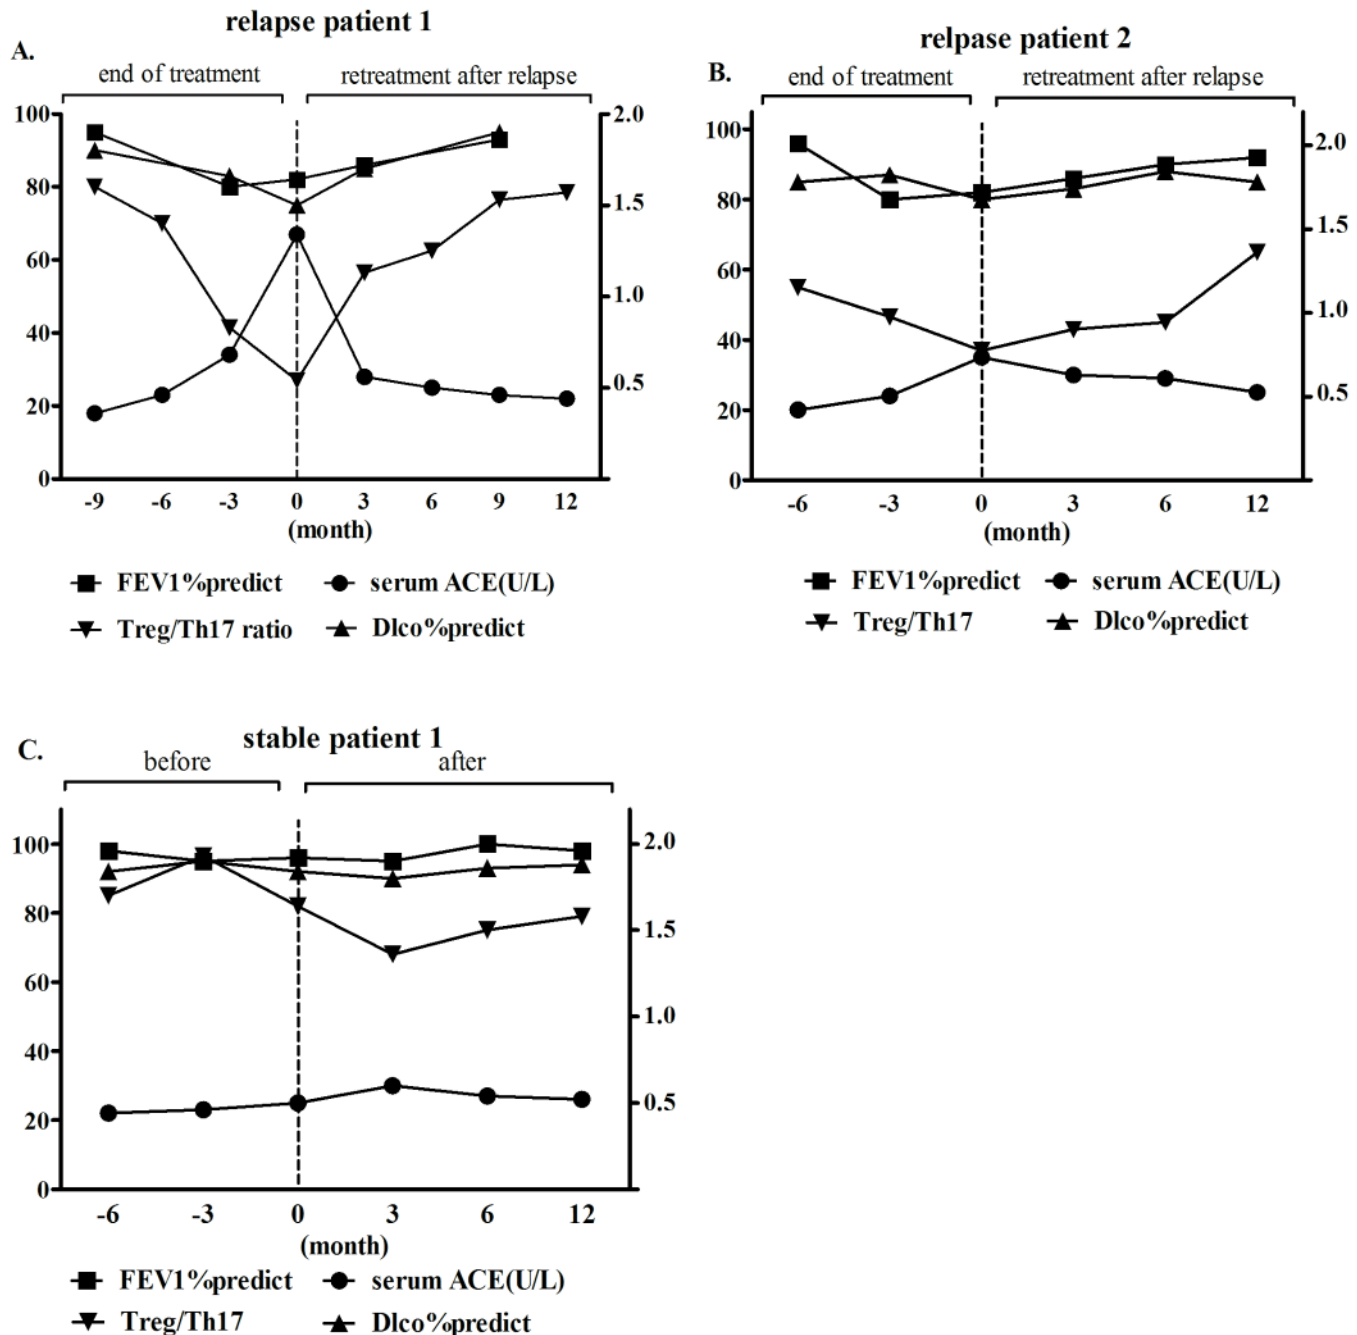 relapse patient 1
A.
end of treatment retreatment after relapse
100 2.0
80
1.5
60
1.0
40
0.5
20
0
-9 -6 -3 0 3 6 9 12
(month)
FEV1%predict serum ACE(U/L)
Treg/Th17 ratio Dlco%predict
relpase patient 2
B.
end of treatment retreatment after relapse
100 2.0
80
1.5
60
1.0
40
0.5
20
0
-6 -3 0 3 6 12
(month)
FEV1%predict serum ACE(U/L)
Treg/Th17 Dlco%predict
stable patient 1
C.
before after
100 2.0
80
1.5
60
1.0
40
0.5
20
0
-6 -3 0 3 6 12
(month)
FEV1%predict serum ACE(U/L)
Treg/Th17 Dlco%predict